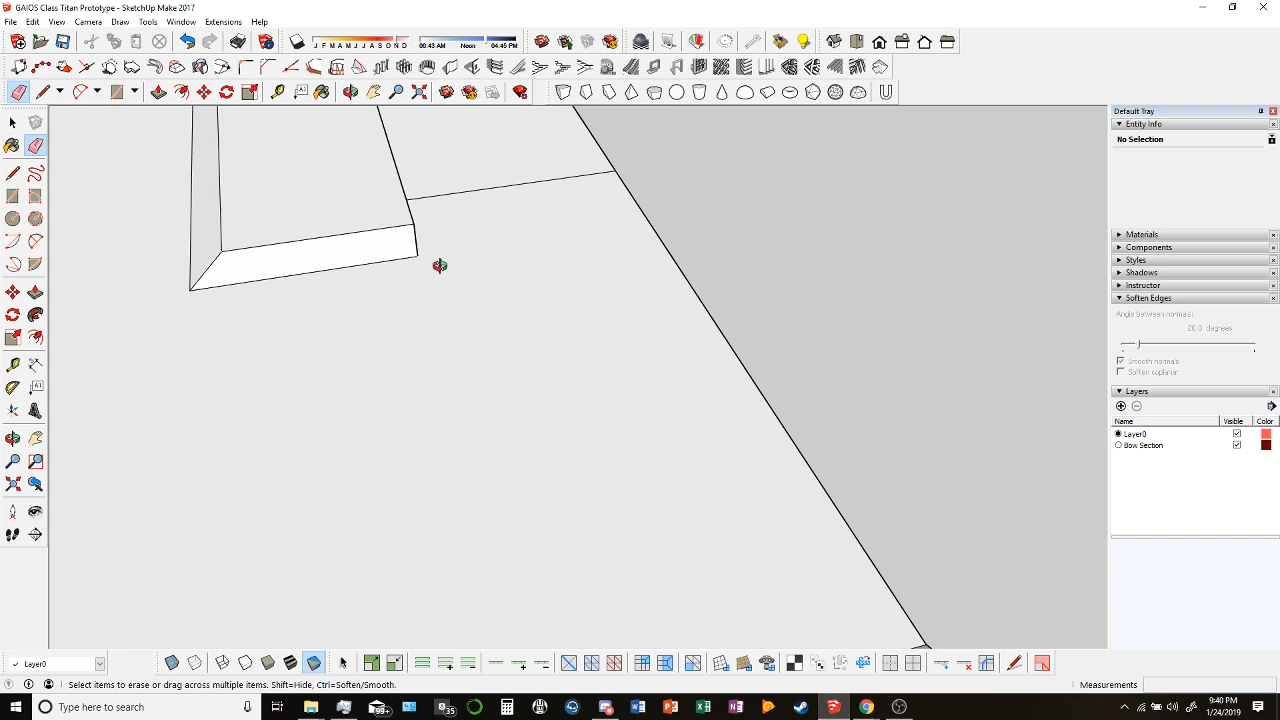 GAIOS Class Titan Prototype - SketchUp Make 2017
File Edit View Camera Draw Tools Window Extensions Help
J F M A M J J A S O N D 06:43 AM Noon 04:45 PM
Default Tray
Entity Info
No Selection
Materials
Components
Styles
Shadows
Instructor
Soften Edges
Angle between normals:
20.0 degrees
Smooth normals
Soften coplanar
Layers
Name Visible Color
Layer0
Bow Section
Layer0
Select items to erase or drag across multiple items. Shift=Hide, Ctrl=Soften/Smooth.
Measurements
Type here to search
99+
35
9:40 PM
1/24/2019